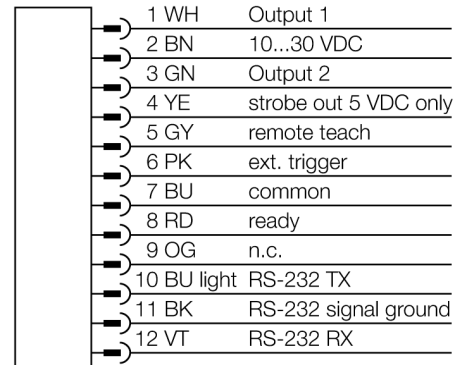 1 WH Output 1
2 BN 10...30 VDC
3 GN Output 2
4 YE strobe out 5 VDC only
5 GY remote teach
6 PK ext. trigger
7 BU common
8 RD ready
9 OG n.c.
10 BU light RS-232 TX
11 BK RS-232 signal ground
12 VT RS-232 RX